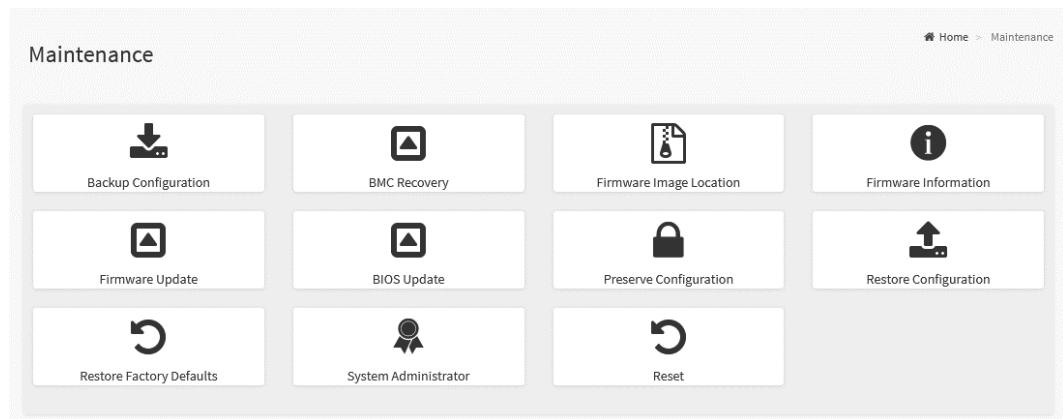 Home > Maintenance
Maintenance
Backup Configuration
BMC Recovery
Firmware Image Location
Firmware Information
Firmware Update
BIOS Update
Preserve Configuration
Restore Configuration
Restore Factory Defaults
System Administrator
Reset